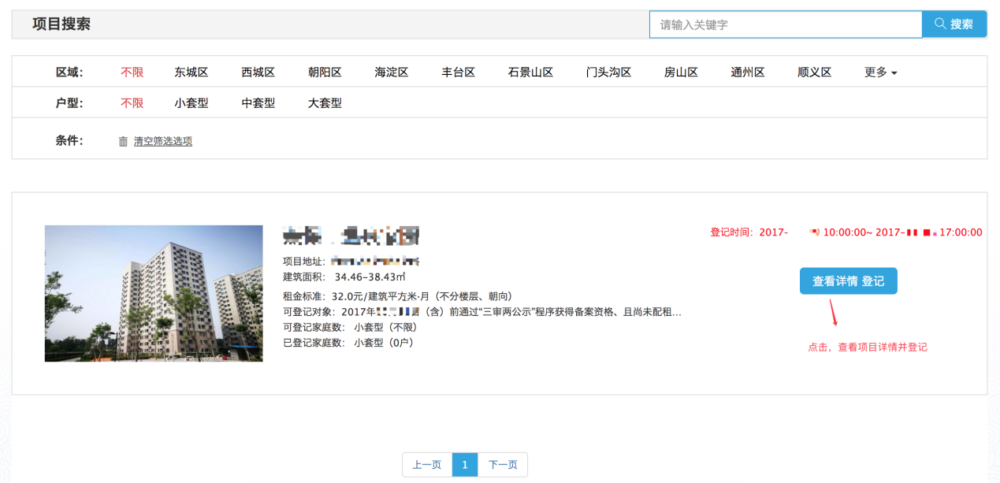 项目搜索 请输入关键字 搜索
区域： 不限 东城区 西城区 朝阳区 海淀区 丰台区 石景山区 门头沟区 房山区 通州区 顺义区 更多
户型： 不限 小套型 中套型 大套型
条件： 清空筛选选项
登记时间：2017- 10:00:00~ 2017- 17:00:00
项目地址：
建筑面积： 34.46-38.43㎡
租金标准：32.0元/建筑平方米·月（不分楼层、朝向）
可登记对象：2017年（含）前通过“三审两公示”程序获得备案资格、且尚未配租...
可登记家庭数： 小套型（不限）
已登记家庭数： 小套型（0户）
查看详情 登记
点击，查看项目详情并登记
上一页 1 下一页